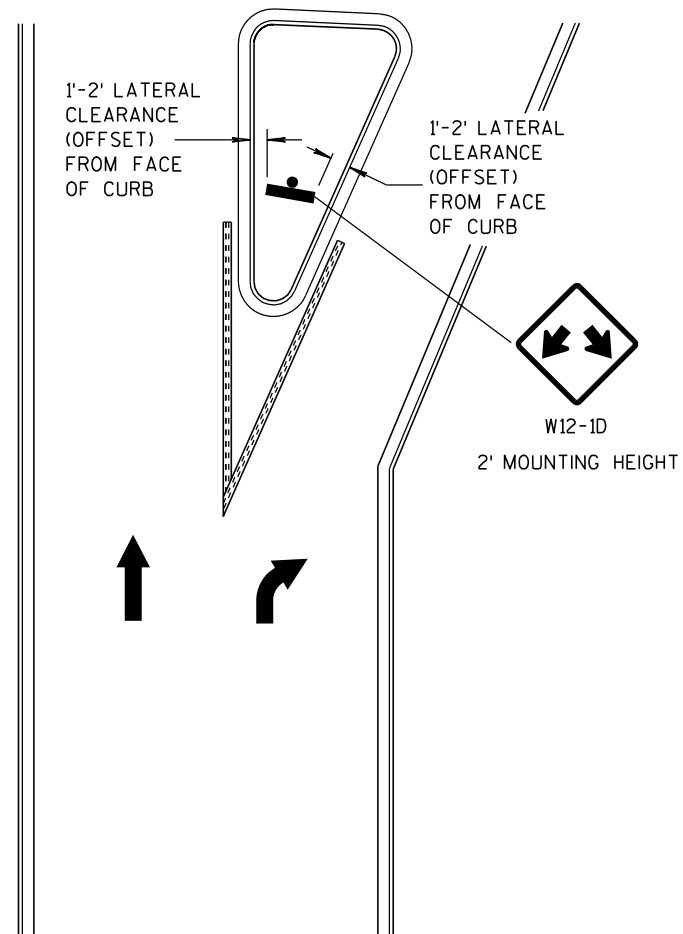 1'-2' LATERAL
CLEARANCE
(OFFSET)
FROM FACE
OF CURB
1'-2' LATERAL
CLEARANCE
(OFFSET)
FROM FACE
OF CURB
W12-1D
2' MOUNTING HEIGHT